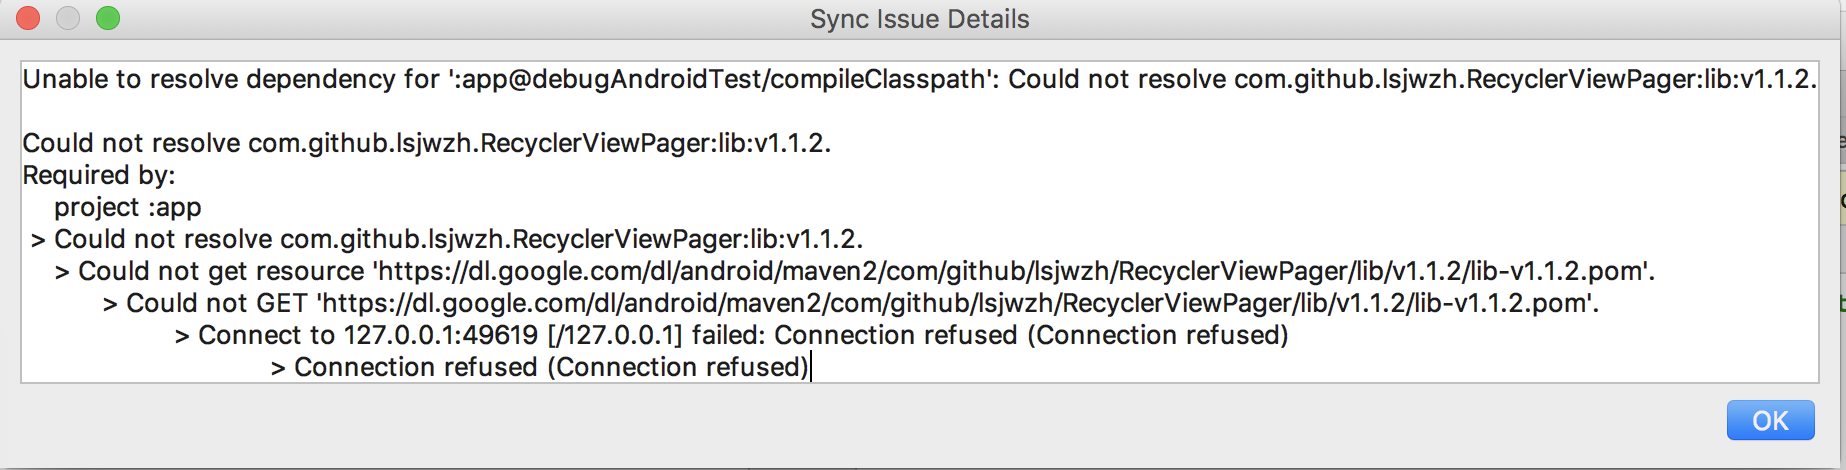 Sync Issue Details
Unable to resolve dependency for ':app@debugAndroidTest/compileClasspath': Could not resolve com.github.lsjwzh.RecyclerViewPager:lib:v1.1.2.
Could not resolve com.github.lsjwzh.RecyclerViewPager:lib:v1.1.2.
Required by:
project :app
> Could not resolve com.github.lsjwzh.RecyclerViewPager:lib:v1.1.2.
> Could not get resource 'https://dl.google.com/dl/android/maven2/com/github/lsjwzh/RecyclerViewPager/lib/v1.1.2/lib-v1.1.2.pom'.
> Could not GET 'https://dl.google.com/dl/android/maven2/com/github/lsjwzh/RecyclerViewPager/lib/v1.1.2/lib-v1.1.2.pom'.
> Connect to 127.0.0.1:49619 [/127.0.0.1] failed: Connection refused (Connection refused)
> Connection refused (Connection refused)
OK